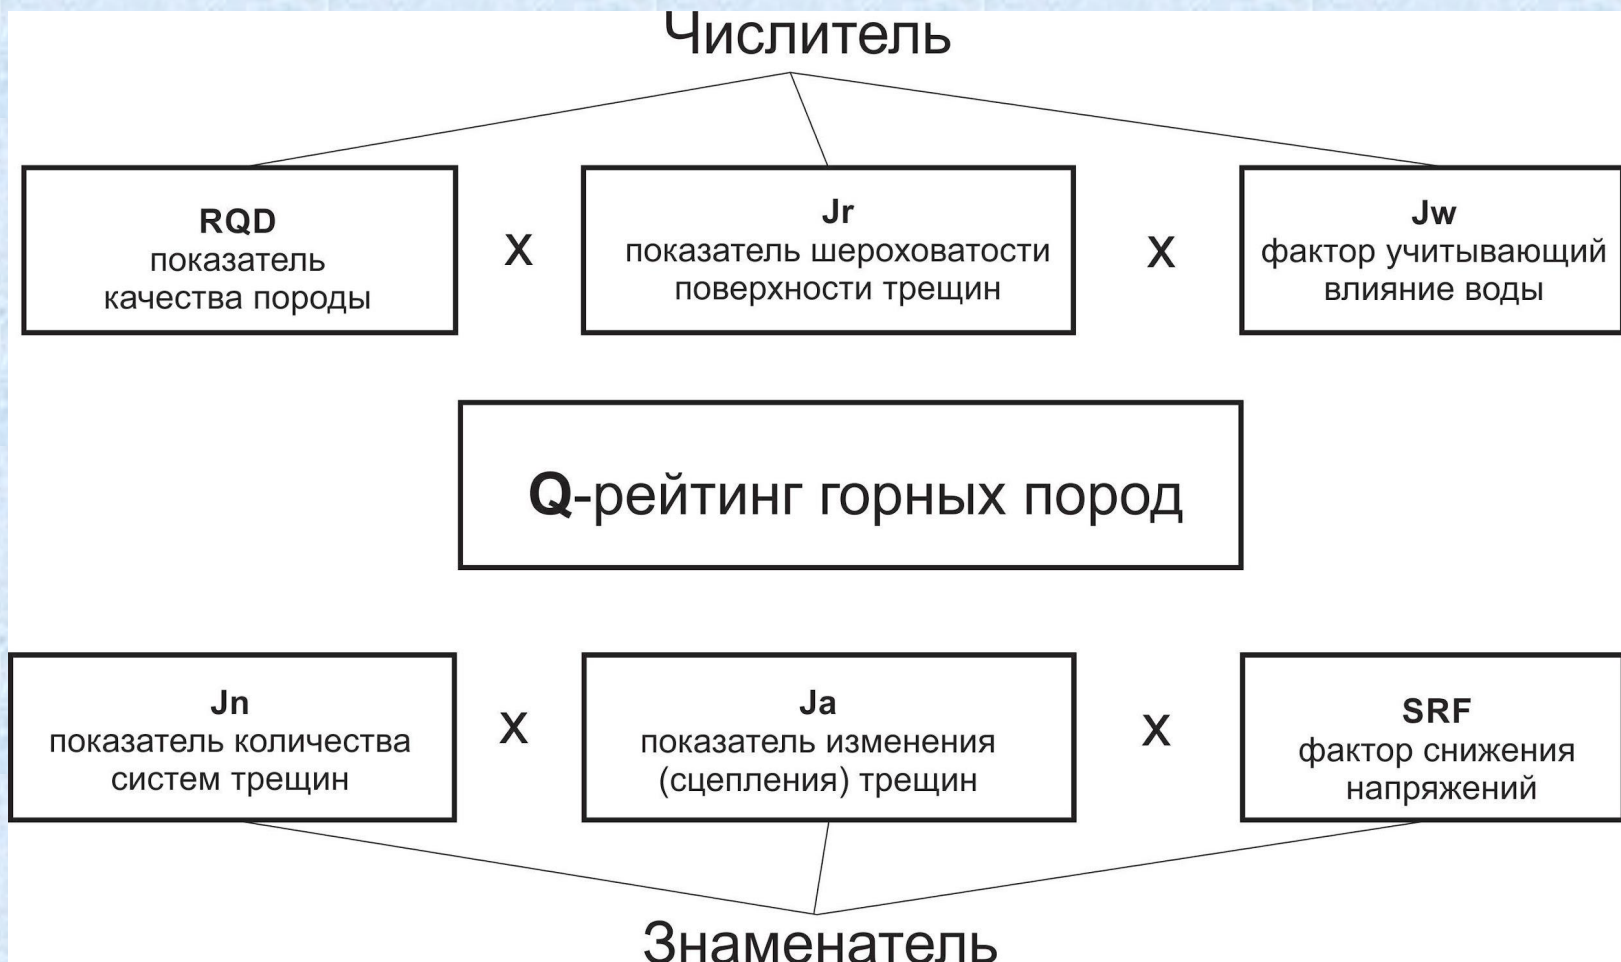 Числитель
RQD
показатель
качества породы
X
Jr
показатель шероховатости
поверхности трещин
X
Jw
фактор учитывающий
влияние воды
Q-рейтинг горных пород
Jn
показатель количества
систем трещин
X
Ja
показатель изменения
(сцепления) трещин
X
SRF
фактор снижения
напряжений
Знаменатель